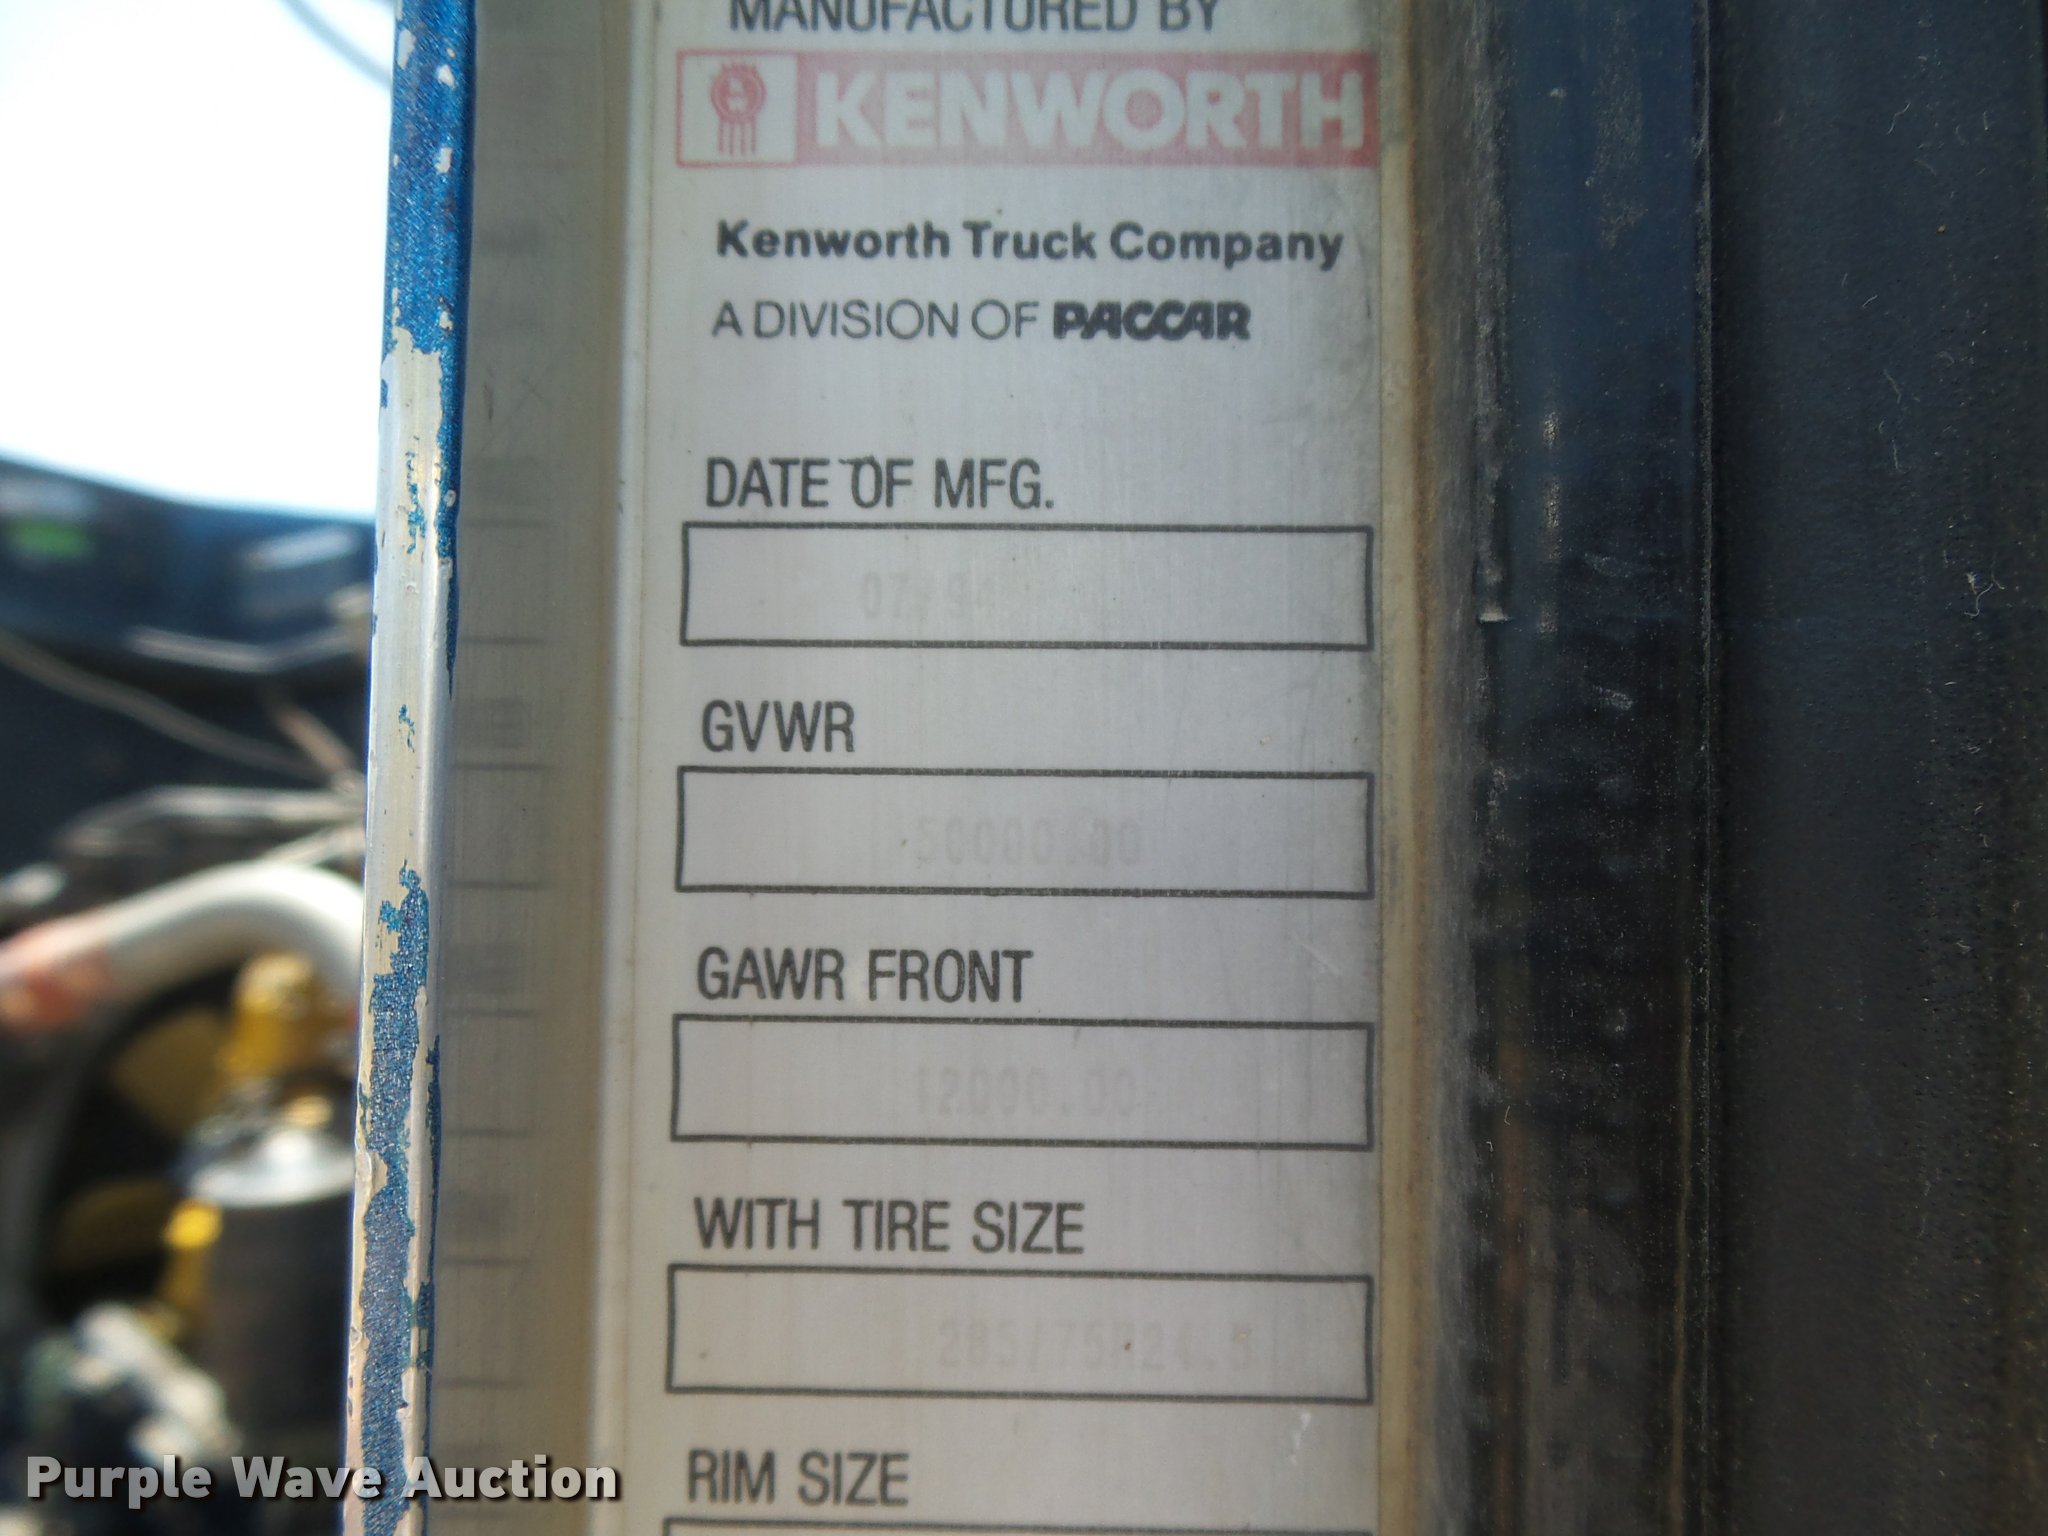 MANUFACTURED BY
KENWORTH
Kenworth Truck Company
A DIVISION OF PACCAR
DATE OF MFG.
GVWR
50000.00
GAWR FRONT
12000.00
WITH TIRE SIZE
RIM SIZE
Purple Wave Auction